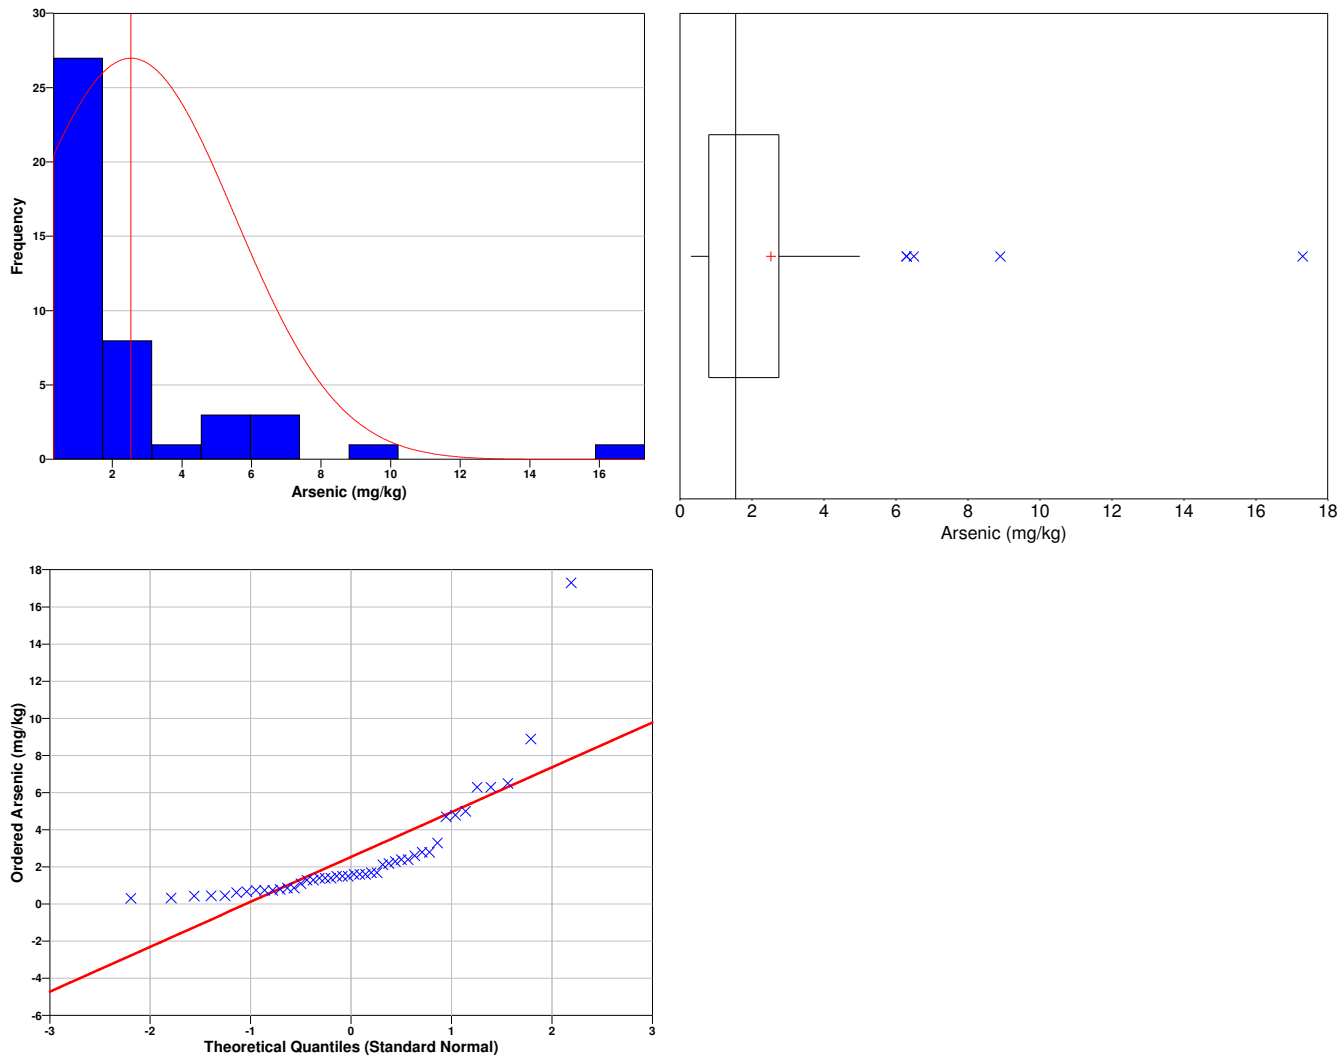 30
25
20
15
10
5
0
Frequency
2 4 6 8 10 12 14 16
Arsenic (mg/kg)
0 2 4 6 8 10 12 14 16 18
Arsenic (mg/kg)
18
16
14
12
10
8
6
4
2
0
-2
-4
-6
Ordered Arsenic (mg/kg)
-3 -2 -1 0 1 2 3
Theoretical Quantiles (Standard Normal)